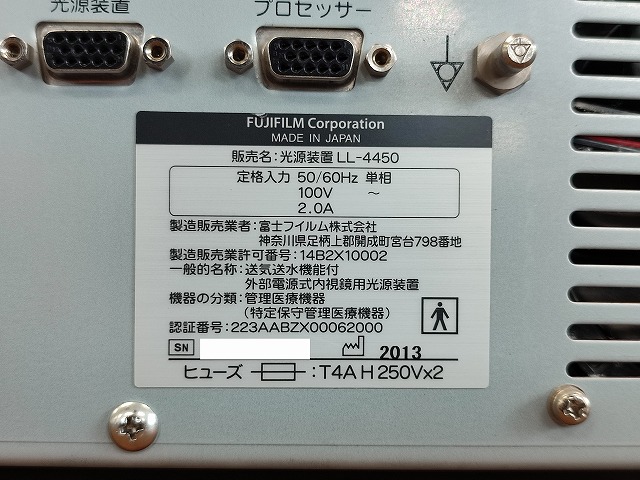 光源装置
プロセッサー
FUJIFILM Corporation
MADE IN JAPAN
販売名:光源装置 LL-4450
定格入力 50/60Hz 単相
100V ~
2.0A
製造販売業者:富士フイルム株式会社
神奈川県足柄上郡開成町宮台798番地
製造販売業許可番号:14B2X10002
一般的名称:送気送水機能付
外部電源式内視鏡用光源装置
機器の分類:管理医療機器
(特定保守管理医療機器)
認証番号:223AABZX00062000
SN
2013
ヒューズ :T4A H 250V×2